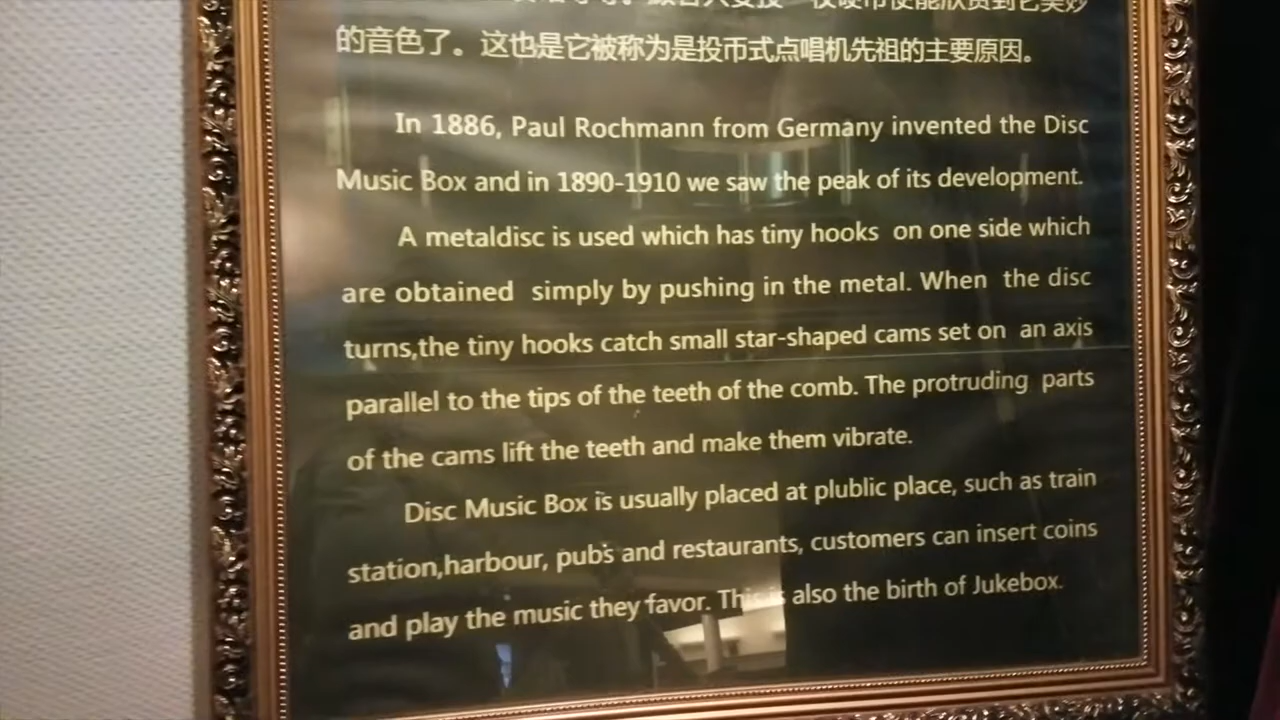 的音色了。这也是它被称为是投币式点唱机先祖的主要原因。
In 1886, Paul Rochmann from Germany invented the Disc
Music Box and in 1890-1910 we saw the peak of its development.
A metaldisc is used which has tiny hooks on one side which
are obtained simply by pushing in the metal. When the disc
turns,the tiny hooks catch small star-shaped cams set on an axis
parallel to the tips of the teeth of the comb. The protruding parts
of the cams lift the teeth and make them vibrate.
Disc Music Box is usually placed at plublic place, such as train
station,harbour, pubs and restaurants, customers can insert coins
and play the music they favor. This is also the birth of Jukebox.